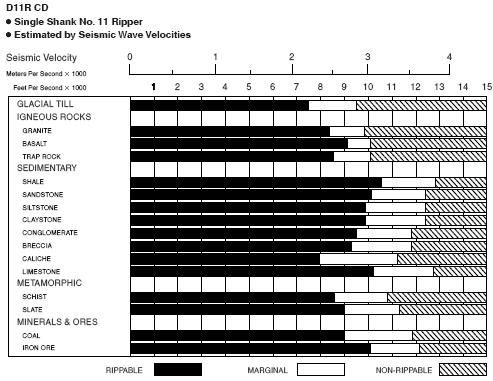 D11R CD
● Single Shank No. 11 Ripper
● Estimated by Seismic Wave Velocities
Seismic Velocity 0 1 2 3 4
Meters Per Second × 1000
Feet Per Second × 1000 1 2 3 4 5 6 7 8 9 10 11 12 13 14 15
GLACIAL TILL
IGNEOUS ROCKS
GRANITE
BASALT
TRAP ROCK
SEDIMENTARY
SHALE
SANDSTONE
SILTSTONE
CLAYSTONE
CONGLOMERATE
BRECCIA
CALICHE
LIMESTONE
METAMORPHIC
SCHIST
SLATE
MINERALS & ORES
COAL
IRON ORE
RIPPABLE MARGINAL NON-RIPPABLE